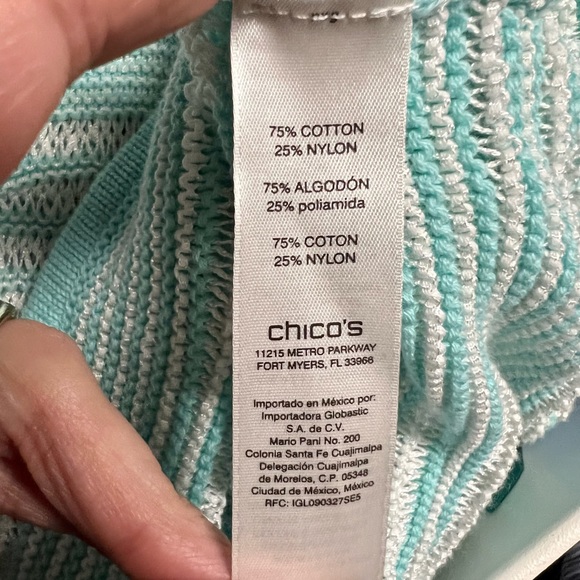 75% COTTON
25% NYLON
75% ALGODÓN
25% poliamida
75% COTON
25% NYLON
chico's
11215 METRO PARKWAY
FORT MYERS, FL 33966
Importado en México por:
Importadora Globastic
S.A. de C.V.
Mario Pani No. 200
Colonia Santa Fe Cuajimalpa
Delegación Cuajimalpa
de Morelos, C.P. 05348
Ciudad de México, México
RFC: IGL090327SE5